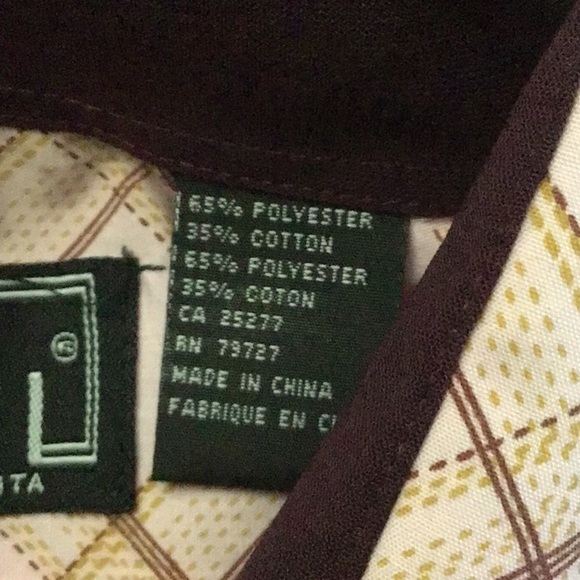 65% POLYESTER
35% COTTON
65% POLYESTER
35% COTON
CA 25277
RN 79727
MADE IN CHINA
FABRIQUE EN
L®